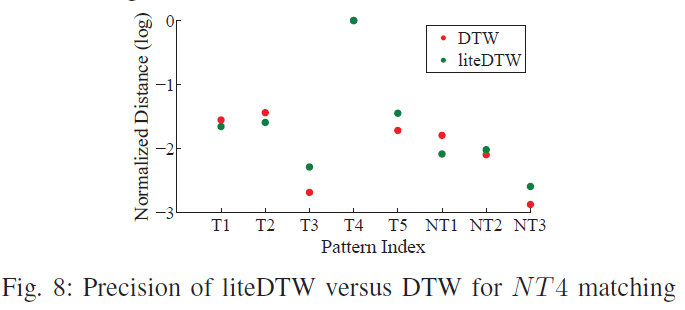 Normalized Distance (log)
0
−1
−2
−3
DTW
liteDTW
T1 T2 T3 T4 T5 NT1 NT2 NT3
Pattern Index
Fig. 8: Precision of liteDTW versus DTW for NT4 matching